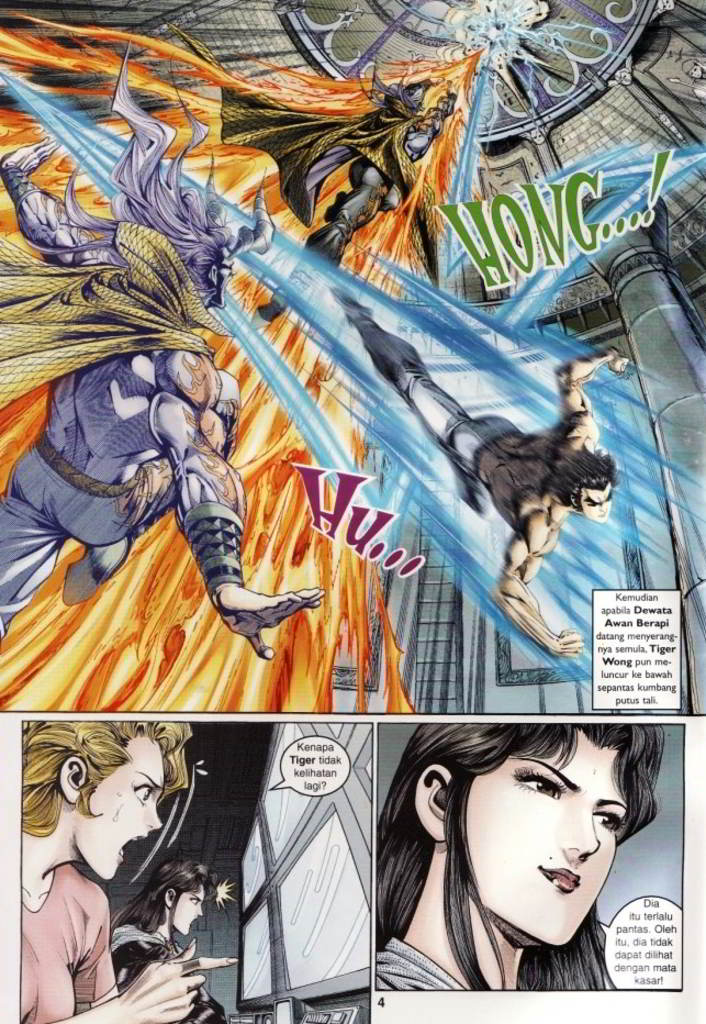 HONG....!
HU...
Kemudian
apabila Dewata
Awan Berapi
datang menyerang-
nya semula, Tiger
Wong pun me-
luncur ke bawah
sepantas kumbang
putus tali.
Kenapa
Tiger tidak
kelihatan
lagi?
Dia
itu terlalu
pantas. Oleh
itu, dia tidak
dapat dilihat
dengan mata
kasar!
4